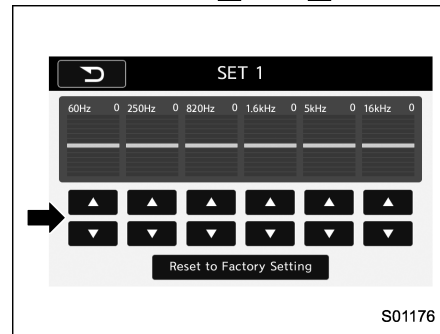 SET 1
60Hz 0 250Hz 0 820Hz 0 1.6kHz 0 5kHz 0 16kHz 0
Reset to Factory Setting
S01176